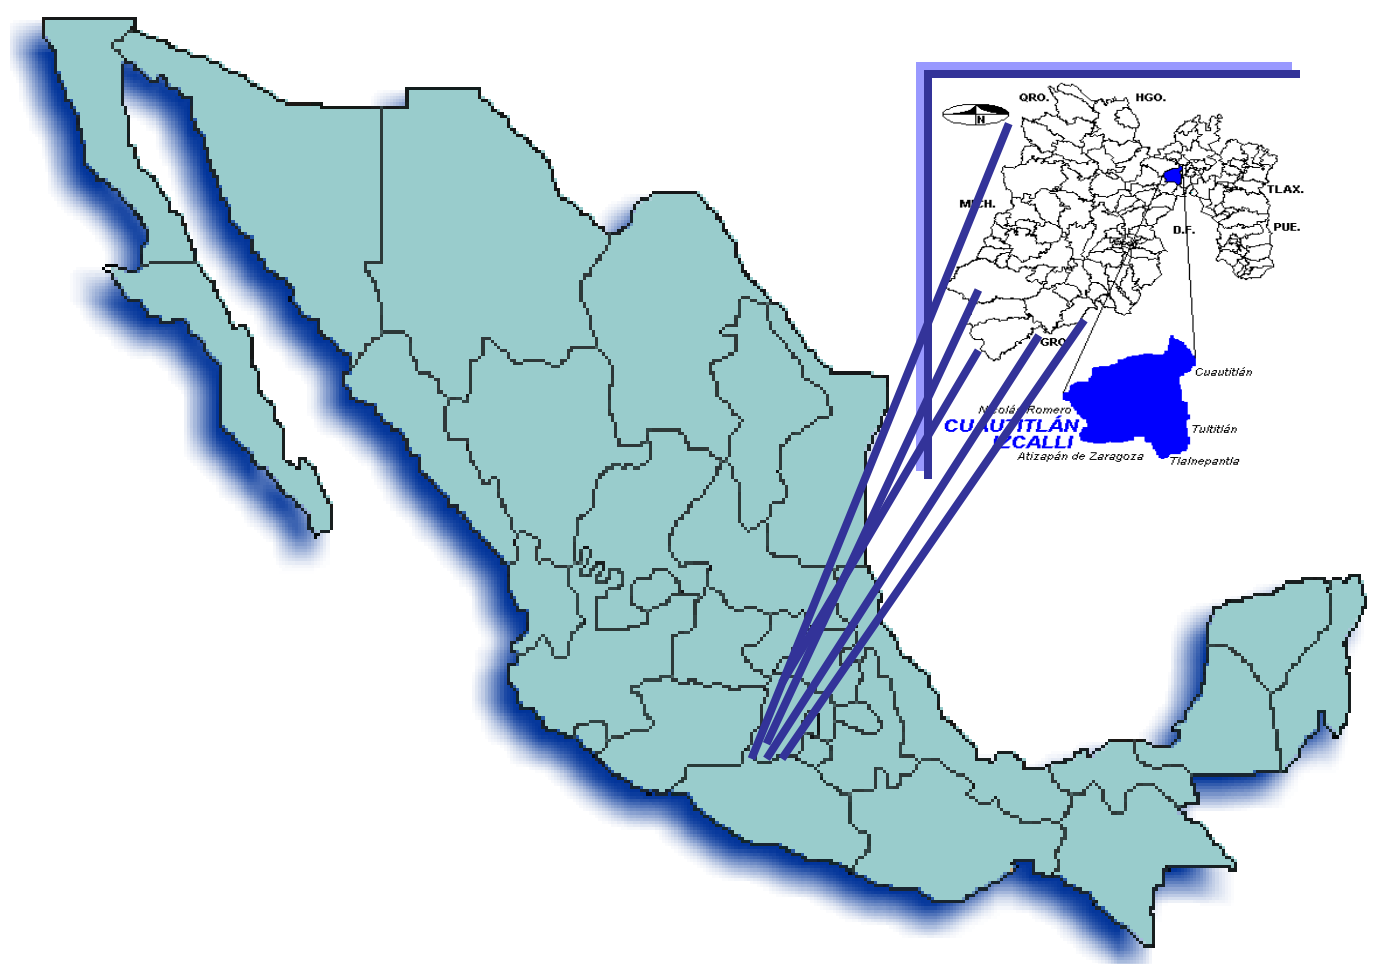 QRO.
HGO.
N
TLAX.
MICH.
PUE.
D.F.
GRO.
Cuautitlán
Nicolás Romero
CUAUTITLÁN
IZCALLI
Tultitlán
Atizapán de Zaragoza
Tlalnepantla